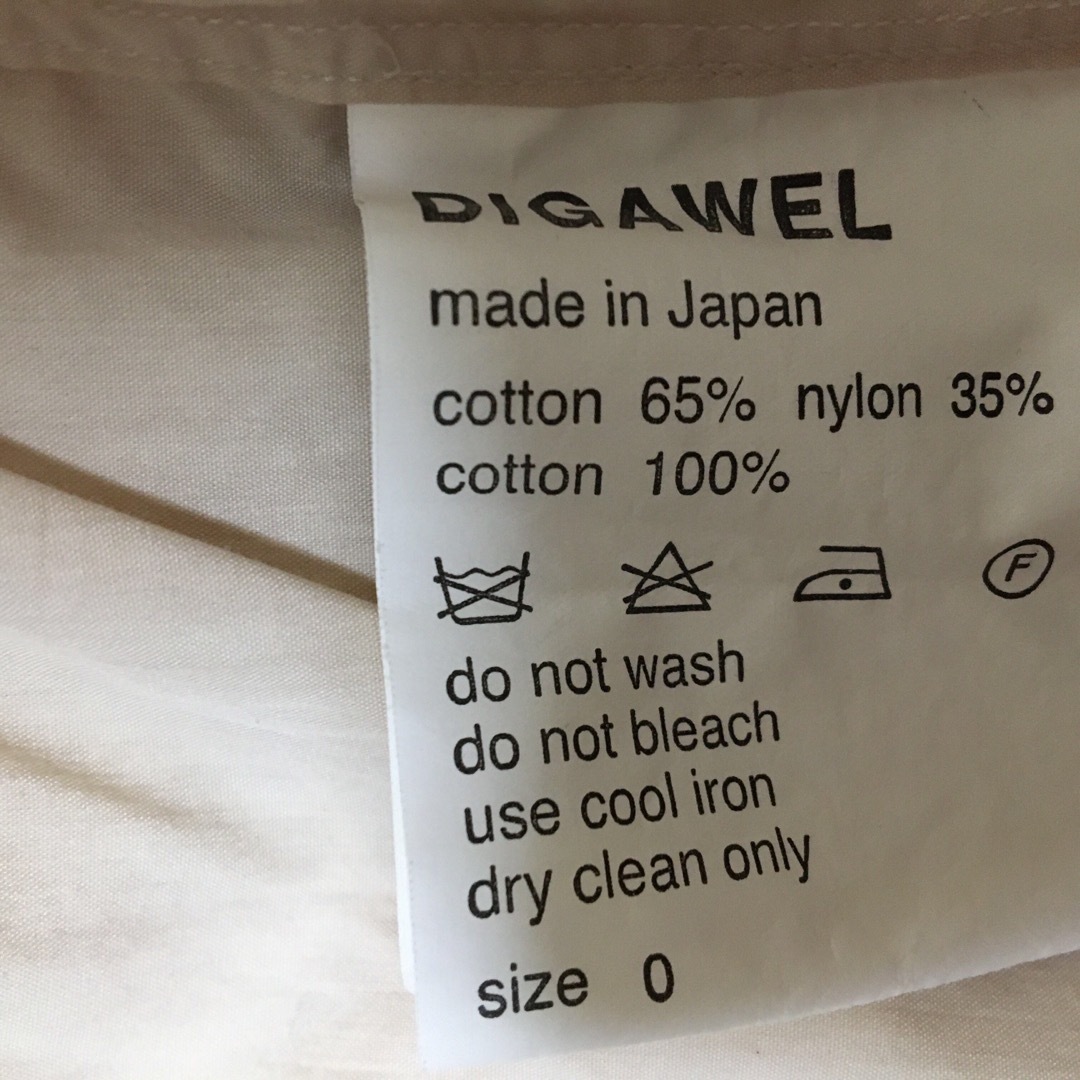 DIGAWEL
made in Japan
cotton 65% nylon 35%
cotton 100%
F
do not wash
do not bleach
use cool iron
dry clean only
size 0